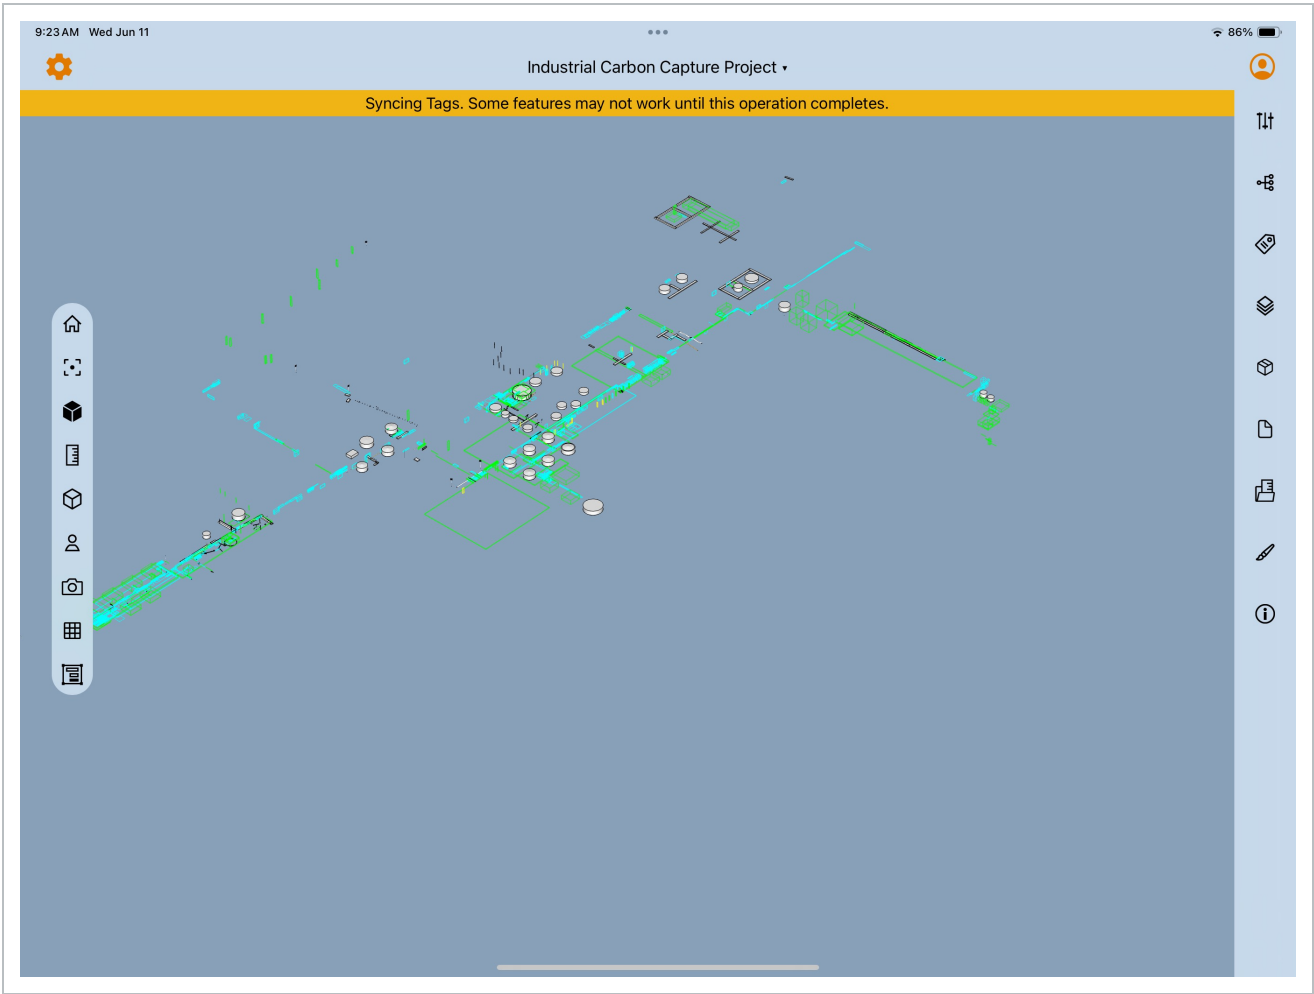 9:23 AM Wed Jun 11
86%
Industrial Carbon Capture Project
Syncing Tags. Some features may not work until this operation completes.